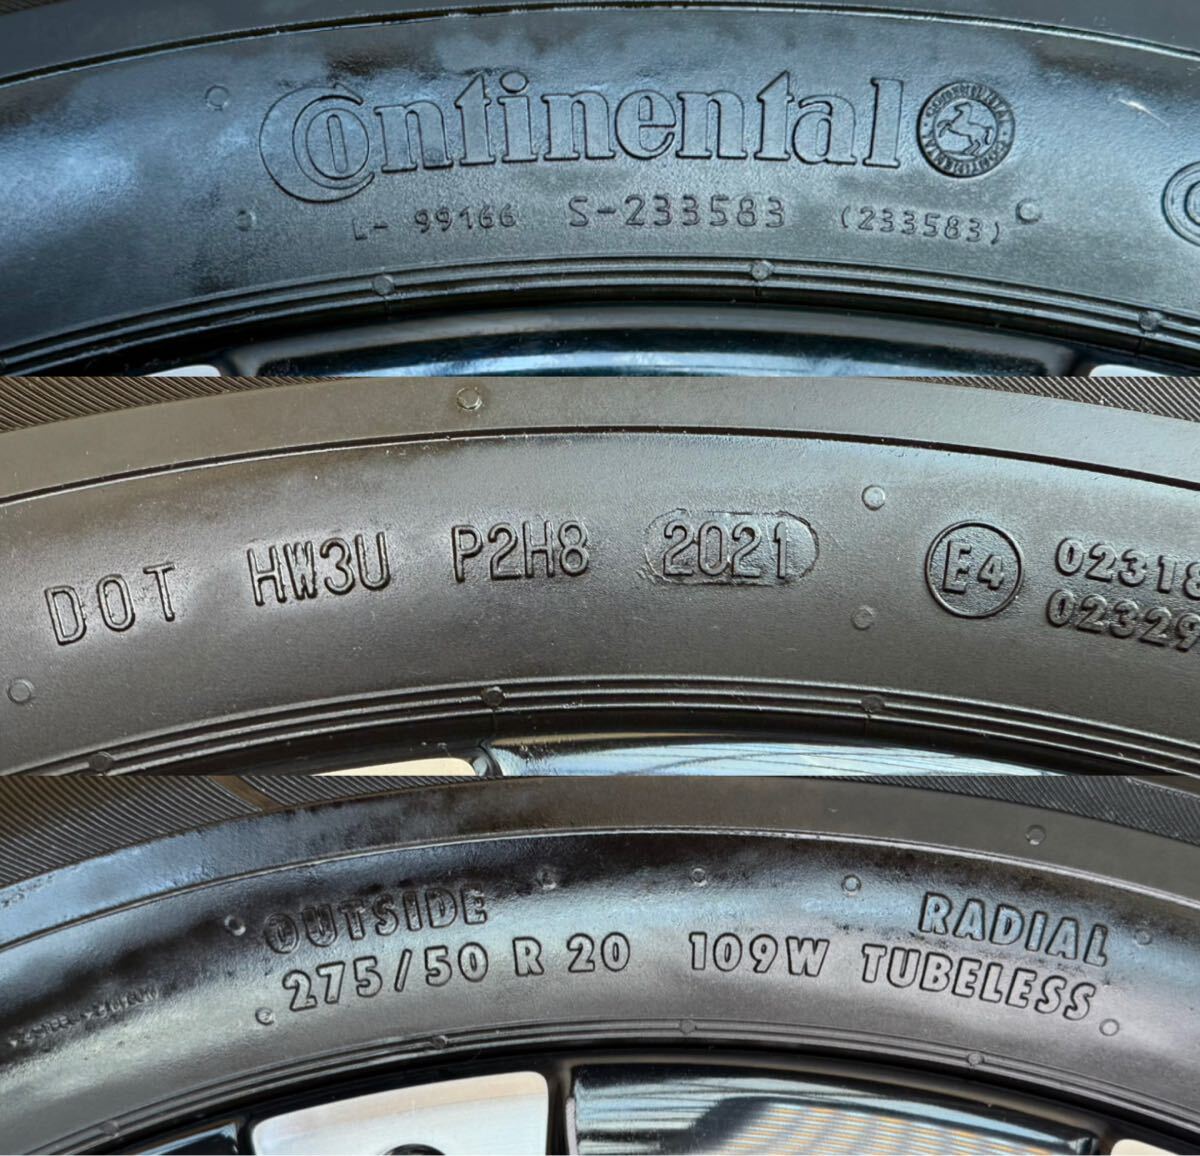 Continental
L- 99166 S-233583 (233583)
DOT HW3U P2H8 2021 E4 02318
02329
OUTSIDE
275/50 R 20 109W
RADIAL
TUBELESS